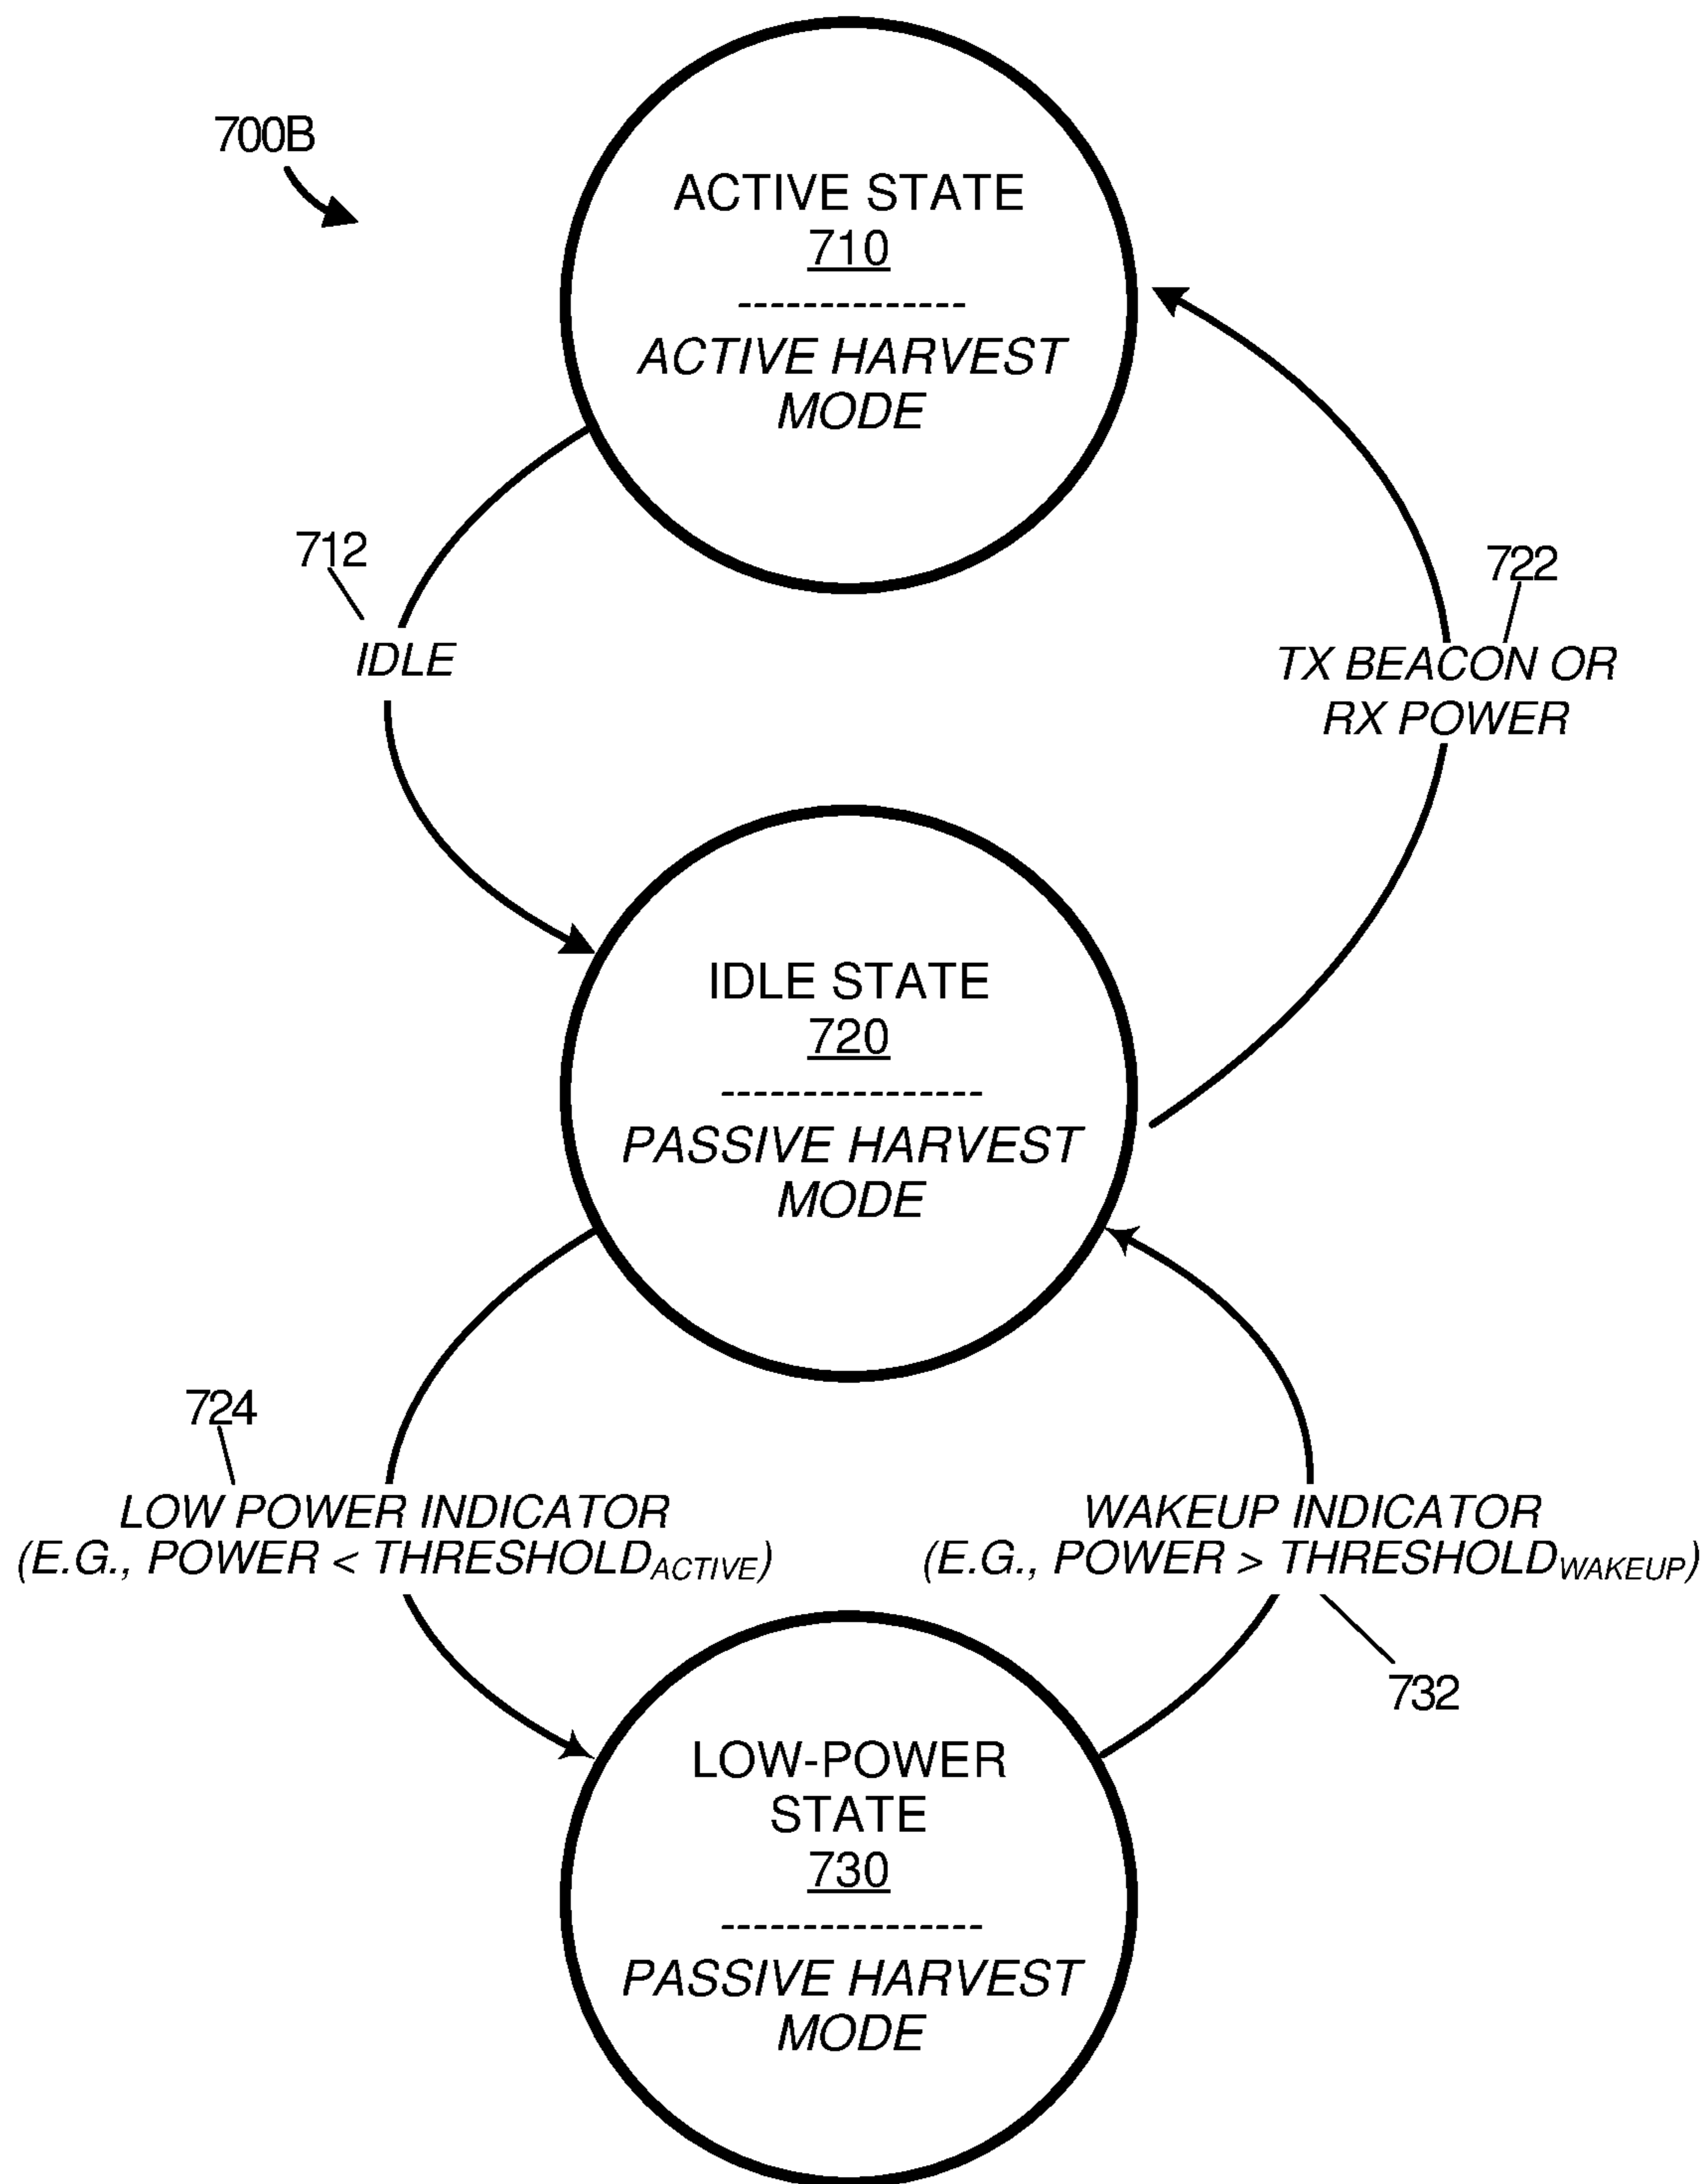 700B
ACTIVE STATE
710
--------------
ACTIVE HARVEST
MODE
712
IDLE
722
TX BEACON OR
RX POWER
IDLE STATE
720
----------------
PASSIVE HARVEST
MODE
724
LOW POWER INDICATOR
(E.G., POWER < THRESHOLDACTIVE)
WAKEUP INDICATOR
(E.G., POWER > THRESHOLDWAKEUP)
732
LOW-POWER
STATE
730
----------------
PASSIVE HARVEST
MODE